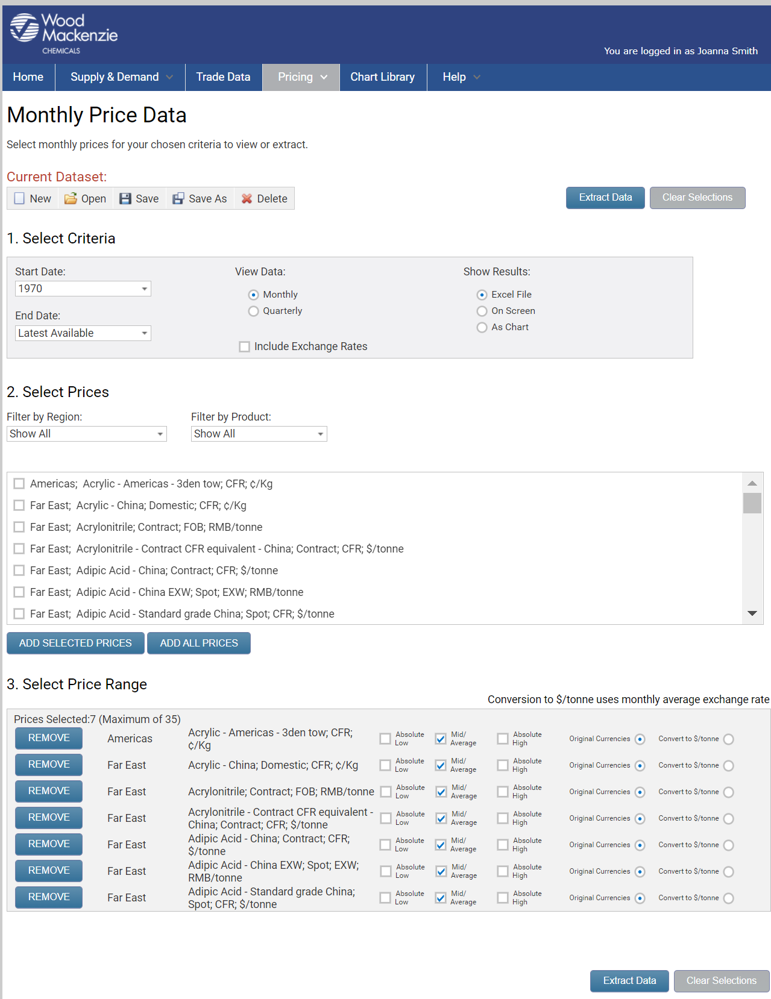 Wood
Mackenzie
CHEMICALS
You are logged in as Joanna Smith
Home Supply & Demand Trade Data Pricing Chart Library Help
Monthly Price Data
Select monthly prices for your chosen criteria to view or extract.
Current Dataset:
New Open Save Save As Delete
Extract Data Clear Selections
1. Select Criteria
Start Date: View Data: Show Results:
1970
Monthly Excel File
Quarterly On Screen
End Date:
As Chart
Latest Available
Include Exchange Rates
2. Select Prices
Filter by Region: Filter by Product:
Show All Show All
Americas; Acrylic - Americas - 3den tow; CFR; ¢/Kg
Far East; Acrylic - China; Domestic; CFR; ¢/Kg
Far East; Acrylonitrile; Contract; FOB; RMB/tonne
Far East; Acrylonitrile - Contract CFR equivalent - China; Contract; CFR; $/tonne
Far East; Adipic Acid - China; Contract; CFR; $/tonne
Far East; Adipic Acid - China EXW; Spot; EXW; RMB/tonne
Far East; Adipic Acid - Standard grade China; Spot; CFR; $/tonne
ADD SELECTED PRICES ADD ALL PRICES
3. Select Price Range
Conversion to $/tonne uses monthly average exchange rate
Prices Selected:7 (Maximum of 35)
REMOVE Americas Acrylic - Americas - 3den tow; CFR; ¢/Kg Absolute Low Mid/ Average Absolute High Original Currencies Convert to $/tonne
REMOVE Far East Acrylic - China; Domestic; CFR; ¢/Kg Absolute Low Mid/ Average Absolute High Original Currencies Convert to $/tonne
REMOVE Far East Acrylonitrile; Contract; FOB; RMB/tonne Absolute Low Mid/ Average Absolute High Original Currencies Convert to $/tonne
REMOVE Far East Acrylonitrile - Contract CFR equivalent - China; Contract; CFR; $/tonne Absolute Low Mid/ Average Absolute High Original Currencies Convert to $/tonne
REMOVE Far East Adipic Acid - China; Contract; CFR; $/tonne Absolute Low Mid/ Average Absolute High Original Currencies Convert to $/tonne
REMOVE Far East Adipic Acid - China EXW; Spot; EXW; RMB/tonne Absolute Low Mid/ Average Absolute High Original Currencies Convert to $/tonne
REMOVE Far East Adipic Acid - Standard grade China; Spot; CFR; $/tonne Absolute Low Mid/ Average Absolute High Original Currencies Convert to $/tonne
Extract Data Clear Selections